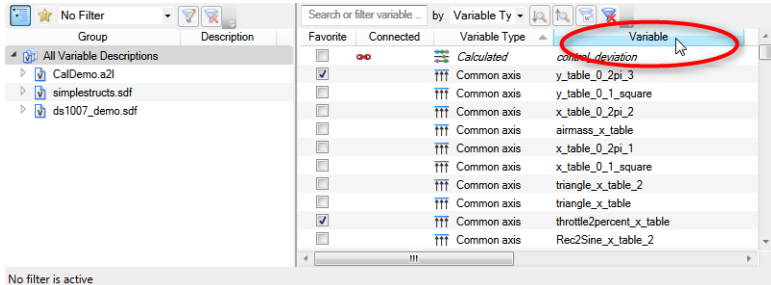 No Filter
Search or filter variable ... by Variable Ty
Group Description
Favorite Connected Variable Type Variable
All Variable Descriptions
CalDemo.a2l
simplestructs.sdf
ds1007_demo.sdf
Calculated control_deviation
Common axis y_table_0_2pi_3
Common axis y_table_0_1_square
Common axis x_table_0_2pi_2
Common axis airmass_x_table
Common axis x_table_0_2pi_1
Common axis x_table_0_1_square
Common axis triangle_x_table_2
Common axis triangle_x_table
Common axis throttle2percent_x_table
Common axis Rec2Sine_x_table_2
No filter is active